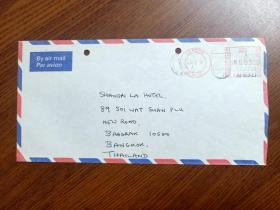 By air mail
Par avion
SHANGRI LA HOTEL,
89 SOI WAT SUAN PLU
NEW ROAD
BANGRAK 10500
BANGKOK.
THAILAND